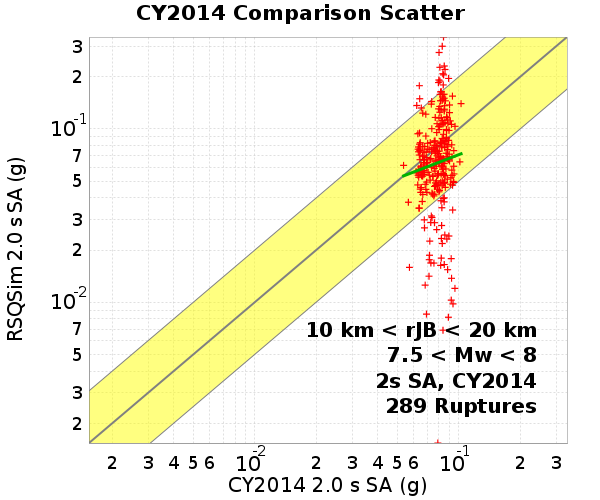 CY2014 Comparison Scatter
3
2
10-1
7
5
3
2
10-2
7
5
3
2
RSQSim 2.0 s SA (g)
10 km < rJB < 20 km
7.5 < Mw < 8
2s SA, CY2014
289 Ruptures
2 3 4 5 6 10-2 2 3 4 5 6 10-1 2 3
CY2014 2.0 s SA (g)